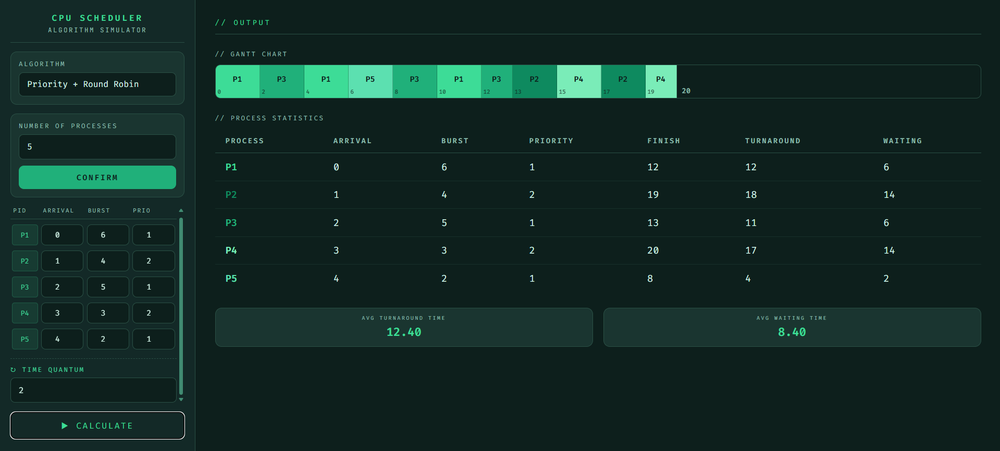 CPU SCHEDULER
ALGORITHM SIMULATOR
ALGORITHM
Priority + Round Robin
NUMBER OF PROCESSES
5
CONFIRM
PID ARRIVAL BURST PRIO
P1 0 6 1
P2 1 4 2
P3 2 5 1
P4 3 3 2
P5 4 2 1
↻ TIME QUANTUM
2
▶ CALCULATE
// OUTPUT
// GANTT CHART
P1 P3 P1 P5 P3 P1 P3 P2 P4 P2 P4
0 2 4 6 8 10 12 13 15 17 19 20
// PROCESS STATISTICS
PROCESS ARRIVAL BURST PRIORITY FINISH TURNAROUND WAITING
P1 0 6 1 12 12 6
P2 1 4 2 19 18 14
P3 2 5 1 13 11 6
P4 3 3 2 20 17 14
P5 4 2 1 8 4 2
AVG TURNAROUND TIME
12.40
AVG WAITING TIME
8.40